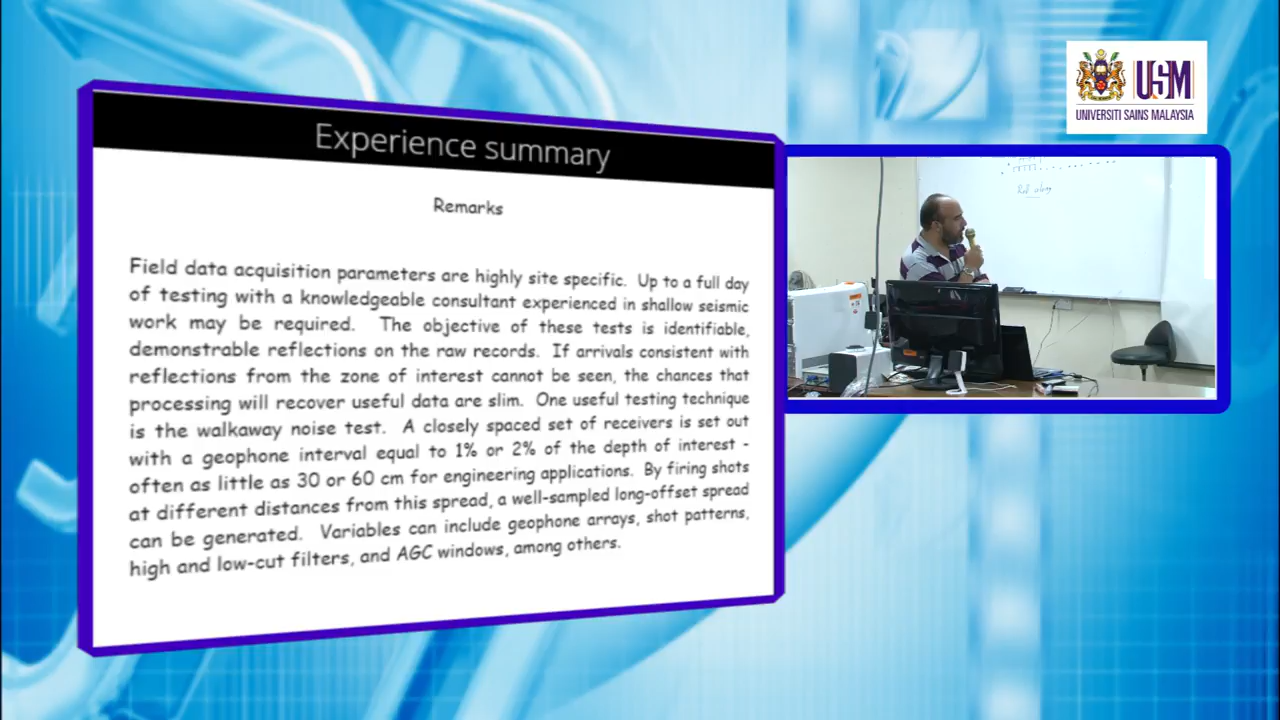 Experience summary
Remarks
Field data acquisition parameters are highly site specific. Up to a full day
of testing with a knowledgeable consultant experienced in shallow seismic
work may be required. The objective of these tests is identifiable,
demonstrable reflections on the raw records. If arrivals consistent with
reflections from the zone of interest cannot be seen, the chances that
processing will recover useful data are slim. One useful testing technique
is the walkaway noise test. A closely spaced set of receivers is set out
with a geophone interval equal to 1% or 2% of the depth of interest -
often as little as 30 or 60 cm for engineering applications. By firing shots
at different distances from this spread, a well-sampled long-offset spread
can be generated. Variables can include geophone arrays, shot patterns,
high and low-cut filters, and AGC windows, among others.
USM
UNIVERSITI SAINS MALAYSIA
Roll along